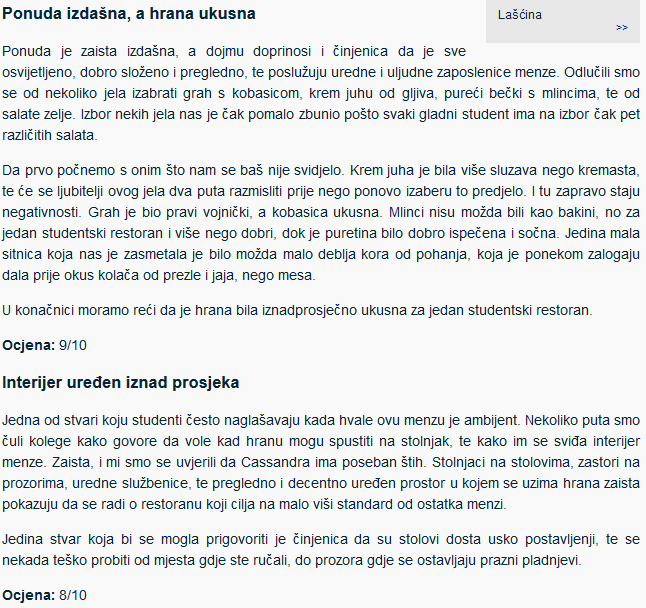 Ponuda izdašna, a hrana ukusna
Lašćina
>>
Ponuda je zaista izdašna, a dojmu doprinosi i činjenica da je sve
osvijetljeno, dobro složeno i pregledno, te poslužuju uredne i uljudne zaposlenice menze. Odlučili smo
se od nekoliko jela izabrati grah s kobasicom, krem juhu od gljiva, pureći bečki s mlincima, te od
salate zelje. Izbor nekih jela nas je čak pomalo zbunio pošto svaki gladni student ima na izbor čak pet
različitih salata.
Da prvo počnemo s onim što nam se baš nije svidjelo. Krem juha je bila više sluzava nego kremasta,
te će se ljubitelji ovog jela dva puta razmisliti prije nego ponovo izaberu to predjelo. I tu zapravo staju
negativnosti. Grah je bio pravi vojnički, a kobasica ukusna. Mlinci nisu možda bili kao bakini, no za
jedan studentski restoran i više nego dobri, dok je puretina bilo dobro ispečena i sočna. Jedina mala
sitnica koja nas je zasmetala je bilo možda malo deblja kora od pohanja, koja je ponekom zalogaju
dala prije okus kolača od prezle i jaja, nego mesa.
U konačnici moramo reći da je hrana bila iznadprosječno ukusna za jedan studentski restoran.
Ocjena: 9/10
Interijer uređen iznad prosjeka
Jedna od stvari koju studenti često naglašavaju kada hvale ovu menzu je ambijent. Nekoliko puta smo
čuli kolege kako govore da vole kad hranu mogu spustiti na stolnjak, te kako im se sviđa interijer
menze. Zaista, i mi smo se uvjerili da Cassandra ima poseban štih. Stolnjaci na stolovima, zastori na
prozorima, uredne službenice, te pregledno i decentno uređen prostor u kojem se uzima hrana zaista
pokazuju da se radi o restoranu koji cilja na malo viši standard od ostatka menzi.
Jedina stvar koja bi se mogla prigovoriti je činjenica da su stolovi dosta usko postavljenji, te se
nekada teško probiti od mjesta gdje ste ručali, do prozora gdje se ostavljaju prazni pladnjevi.
Ocjena: 8/10